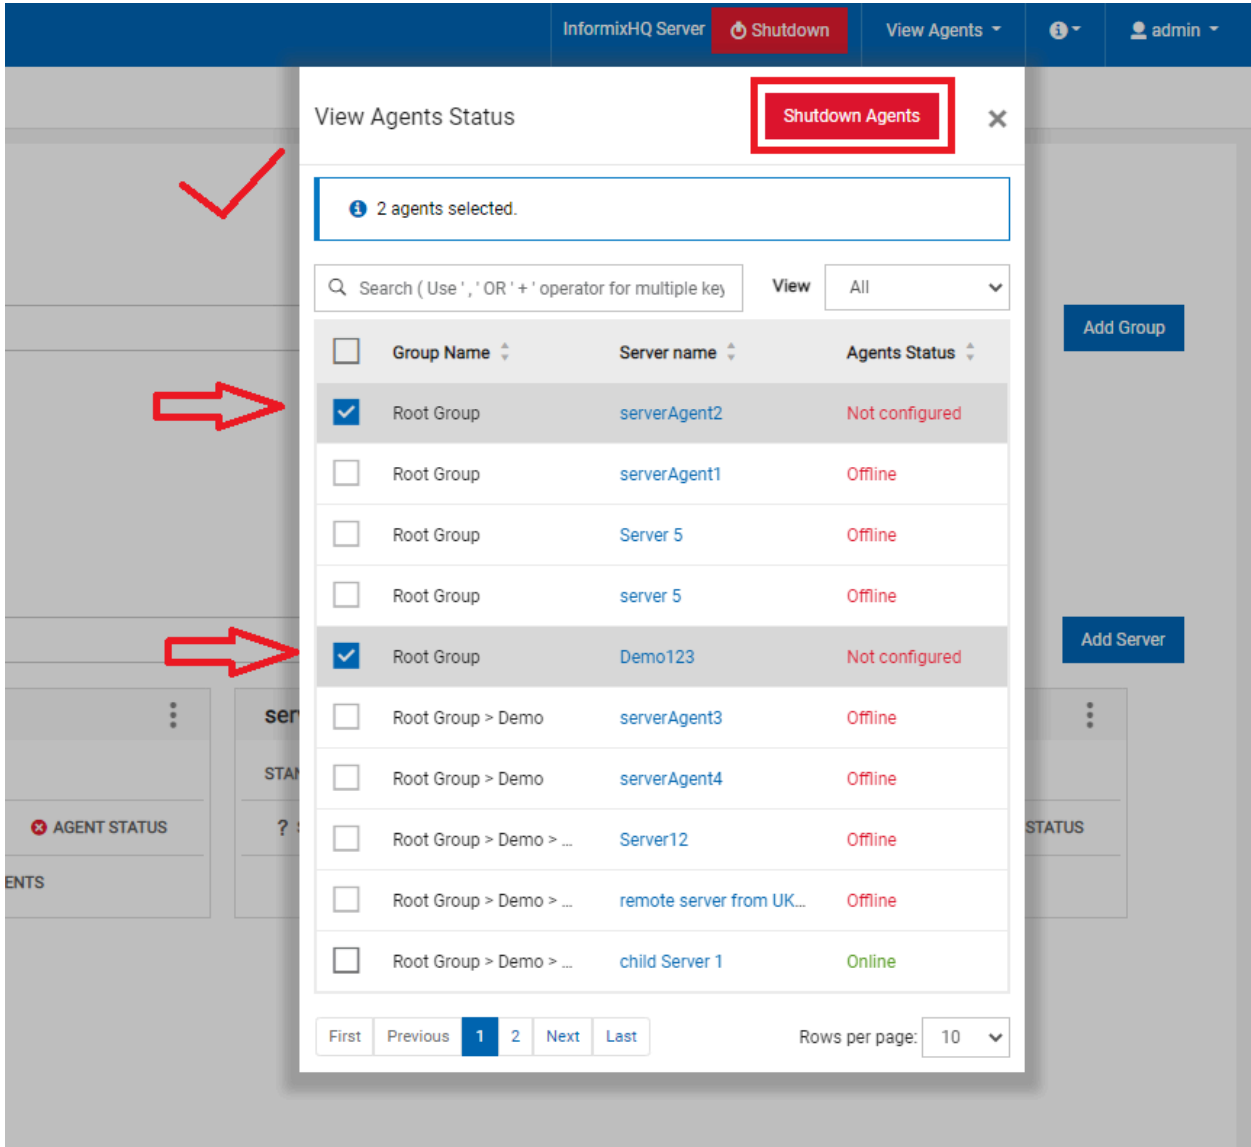 InformixHQ Server Shutdown View Agents admin
View Agents Status Shutdown Agents
2 agents selected.
Search ( Use ' , ' OR ' + ' operator for multiple key View All
Add Group
Group Name Server name Agents Status
Root Group serverAgent2 Not configured
Root Group serverAgent1 Offline
Root Group Server 5 Offline
Root Group server 5 Offline
Add Server
Root Group Demo123 Not configured
ser
Root Group > Demo serverAgent3 Offline
STAN
Root Group > Demo serverAgent4 Offline
AGENT STATUS ? Root Group > Demo > ... Server12 Offline STATUS
ENTS
Root Group > Demo > ... remote server from UK... Offline
Root Group > Demo > ... child Server 1 Online
First Previous 1 2 Next Last Rows per page: 10